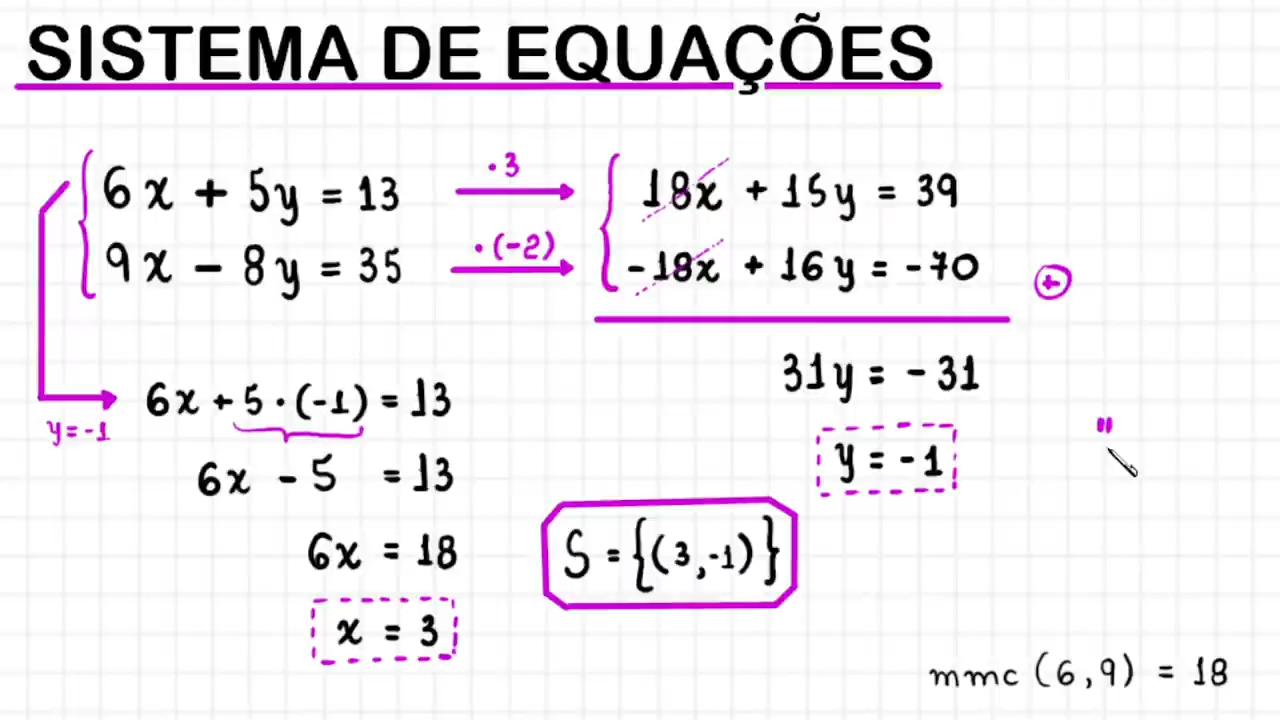 SISTEMA DE EQUAÇÕES
6x + 5y = 13
9x - 8y = 35
· 3
· (-2)
18x + 15y = 39
-18x + 16y = -70
+
31y = -31
y = -1
y = -1
6x + 5 · (-1) = 13
6x - 5 = 13
6x = 18
x = 3
S = {(3, -1)}
"
mmc (6, 9) = 18